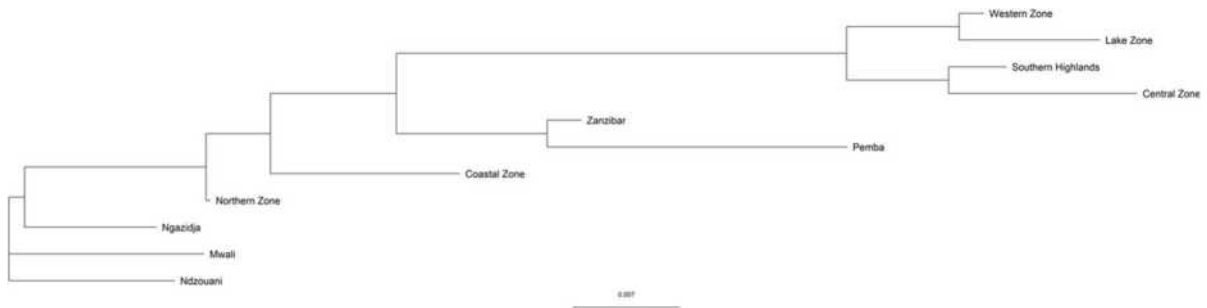 Western Zone
Lake Zone
Southern Highlands
Central Zone
Zanzibar
Pemba
Coastal Zone
Northern Zone
Ngazidja
Mwali
Ndzouani
0.007